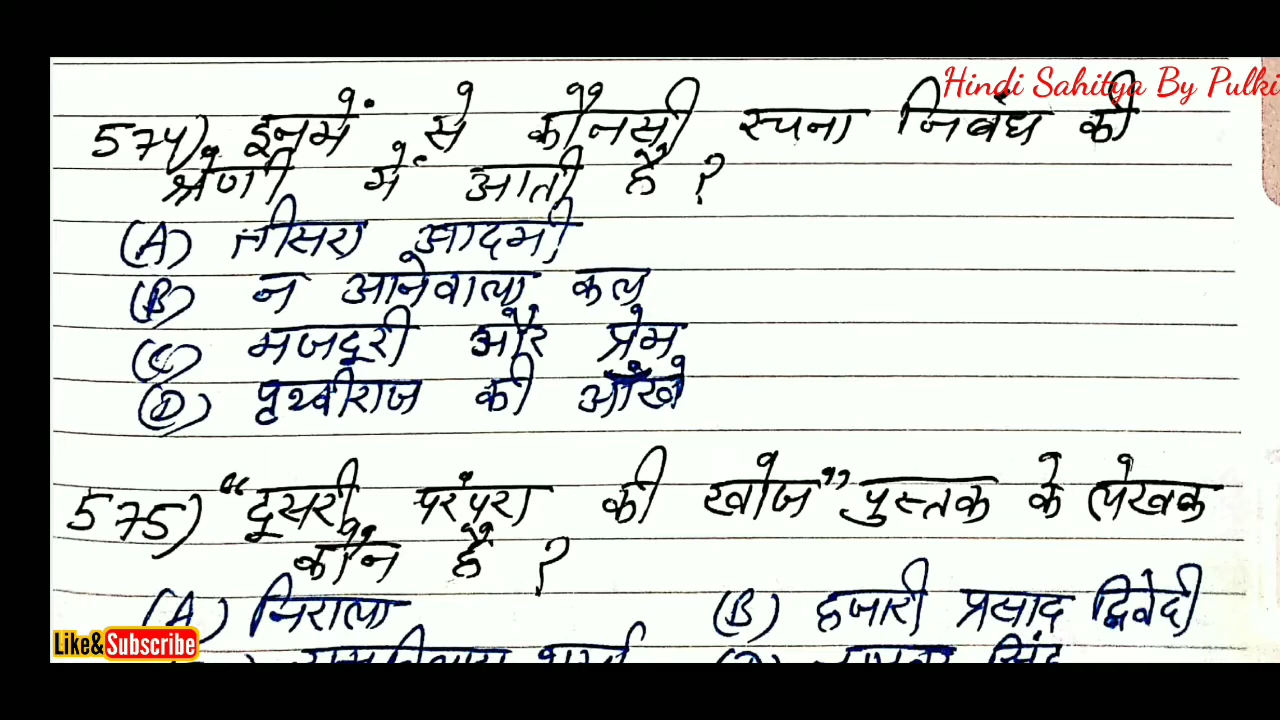 Hindi Sahitya By Pulki
574) इनमें से कौनसी रचना निबंध की
श्रेणी में आती है ?
(A) तीसरा आदमी
(B) न आनेवाला कल
(C) मजदूरी और प्रेम
(D) पृथ्वीराज की आँखे
575) “दूसरी परंपरा की खोज” पुस्तक के लेखक
कौन है ?
(A) निराला (B) हजारी प्रसाद द्विवेदी
Like& Subscribe